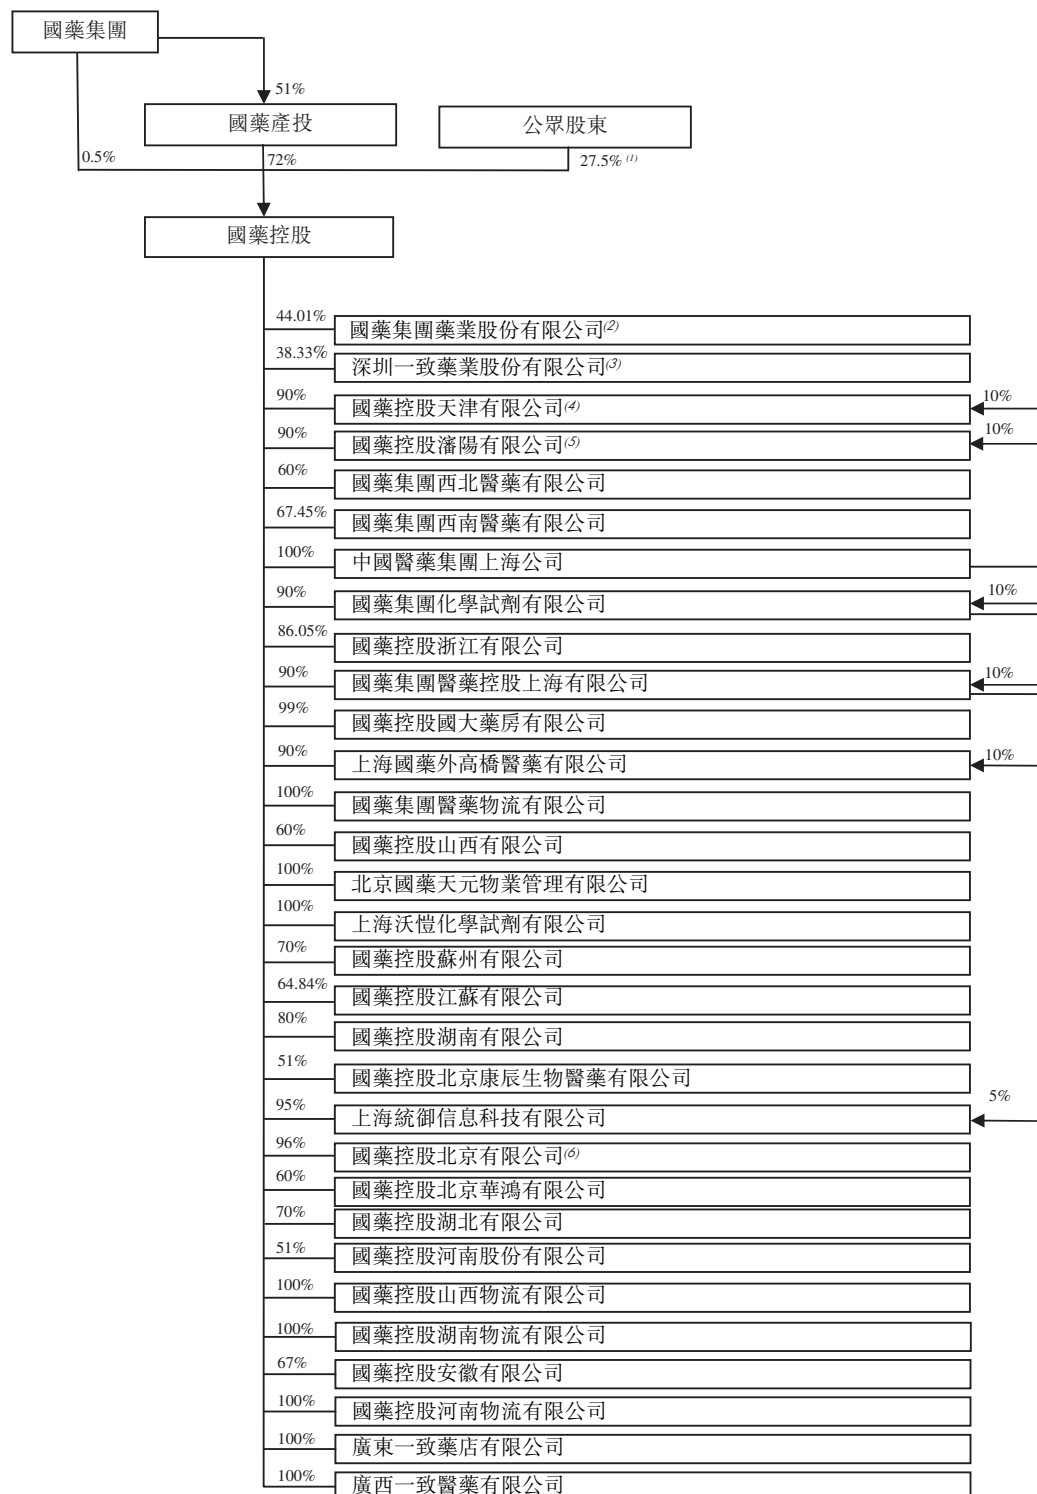 國藥集團
51%
國藥產投
公眾股東
0.5%
72%
27.5% (1)
國藥控股
44.01%
國藥集團藥業股份有限公司(2)
38.33%
深圳一致藥業股份有限公司(3)
90%
國藥控股天津有限公司(4)
10%
90%
國藥控股瀋陽有限公司(5)
10%
60%
國藥集團西北醫藥有限公司
67.45%
國藥集團西南醫藥有限公司
100%
中國醫藥集團上海公司
90%
國藥集團化學試劑有限公司
10%
86.05%
國藥控股浙江有限公司
90%
國藥集團醫藥控股上海有限公司
10%
99%
國藥控股國大藥房有限公司
90%
上海國藥外高橋醫藥有限公司
10%
100%
國藥集團醫藥物流有限公司
60%
國藥控股山西有限公司
100%
北京國藥天元物業管理有限公司
100%
上海沃愷化學試劑有限公司
70%
國藥控股蘇州有限公司
64.84%
國藥控股江蘇有限公司
80%
國藥控股湖南有限公司
51%
國藥控股北京康辰生物醫藥有限公司
95%
上海統御信息科技有限公司
5%
96%
國藥控股北京有限公司(6)
60%
國藥控股北京華鴻有限公司
70%
國藥控股湖北有限公司
51%
國藥控股河南股份有限公司
100%
國藥控股山西物流有限公司
100%
國藥控股湖南物流有限公司
67%
國藥控股安徽有限公司
100%
國藥控股河南物流有限公司
100%
廣東一致藥店有限公司
100%
廣西一致醫藥有限公司